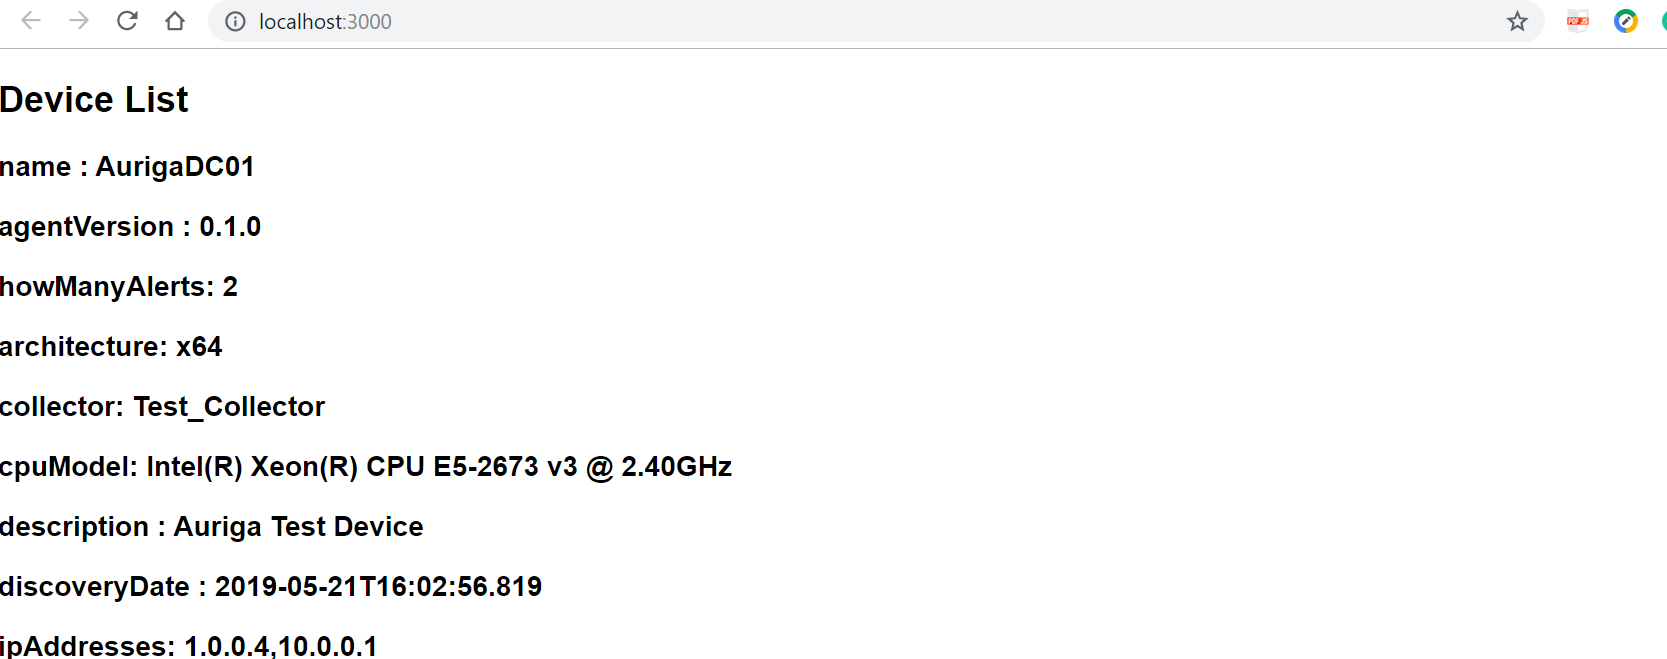 localhost:3000
PDF JS
Device List
name : AurigaDC01
agentVersion : 0.1.0
howManyAlerts: 2
architecture: x64
collector: Test_Collector
cpuModel: Intel(R) Xeon(R) CPU E5-2673 v3 @ 2.40GHz
description : Auriga Test Device
discoveryDate : 2019-05-21T16:02:56.819
ipAddresses: 1.0.0.4,10.0.0.1